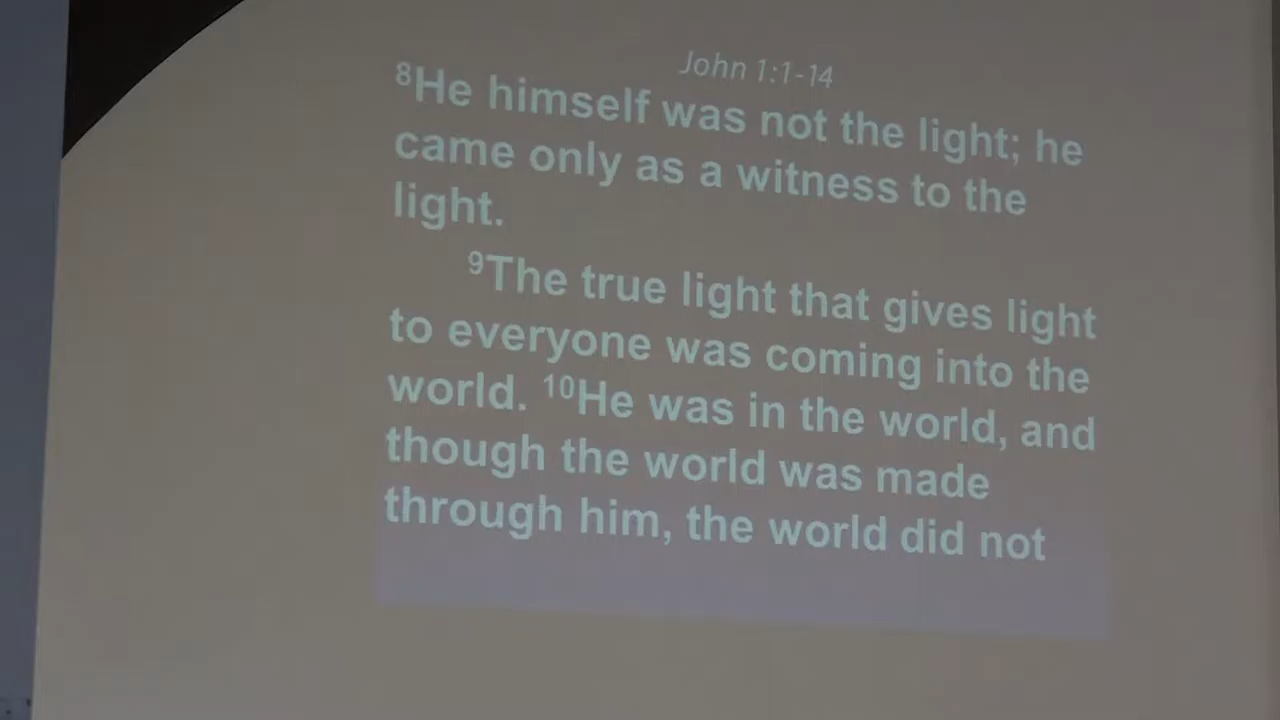 John 1:1-14
⁸He himself was not the light; he
came only as a witness to the
light.
⁹The true light that gives light
to everyone was coming into the
world. ¹⁰He was in the world, and
though the world was made
through him, the world did not